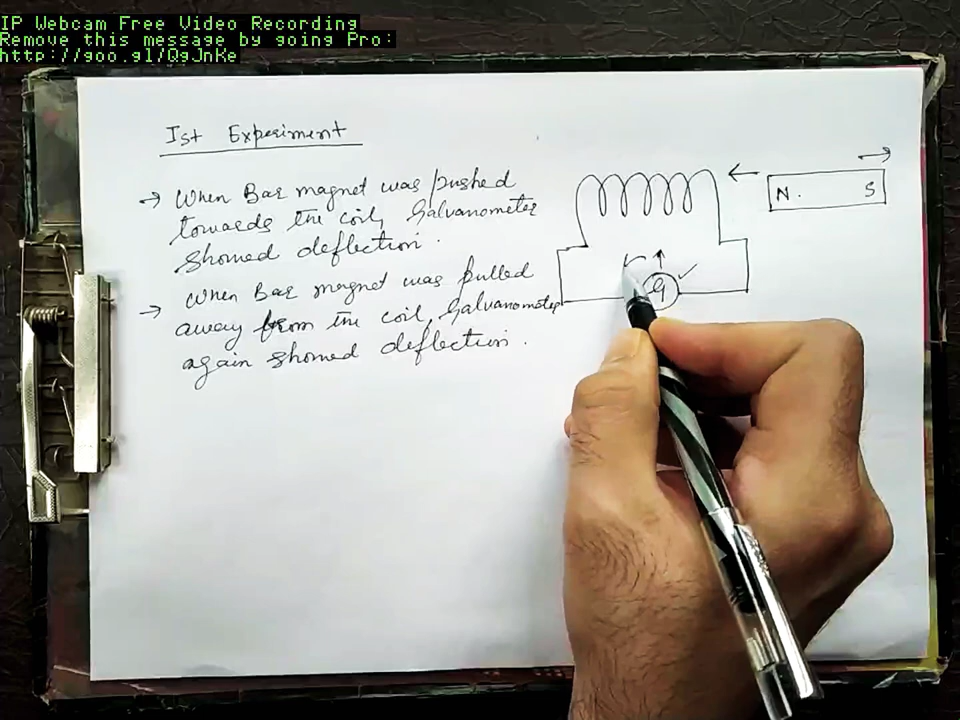 IP Webcam Free Video Recording
Remove this message by going Pro:
http://goo.gl/QgJnKe
Ist Experiment
→ When Bar magnet was pushed
towards the coil, Galvanometer
showed deflection.
→ When Bar magnet was pulled
away from the coil, Galvanometer
again showed deflection.
N. S
G